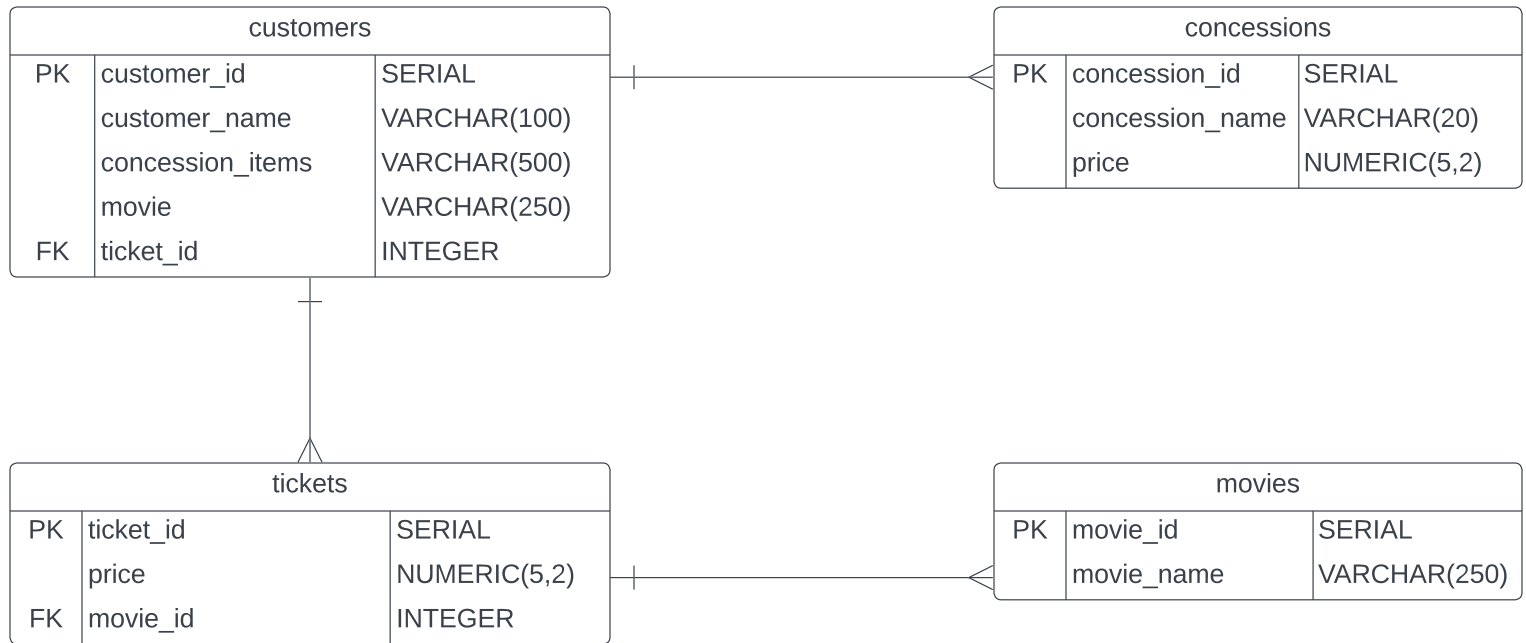 customers
PK customer_id SERIAL
customer_name VARCHAR(100)
concession_items VARCHAR(500)
movie VARCHAR(250)
FK ticket_id INTEGER
concessions
PK concession_id SERIAL
concession_name VARCHAR(20)
price NUMERIC(5,2)
tickets
PK ticket_id SERIAL
price NUMERIC(5,2)
FK movie_id INTEGER
movies
PK movie_id SERIAL
movie_name VARCHAR(250)